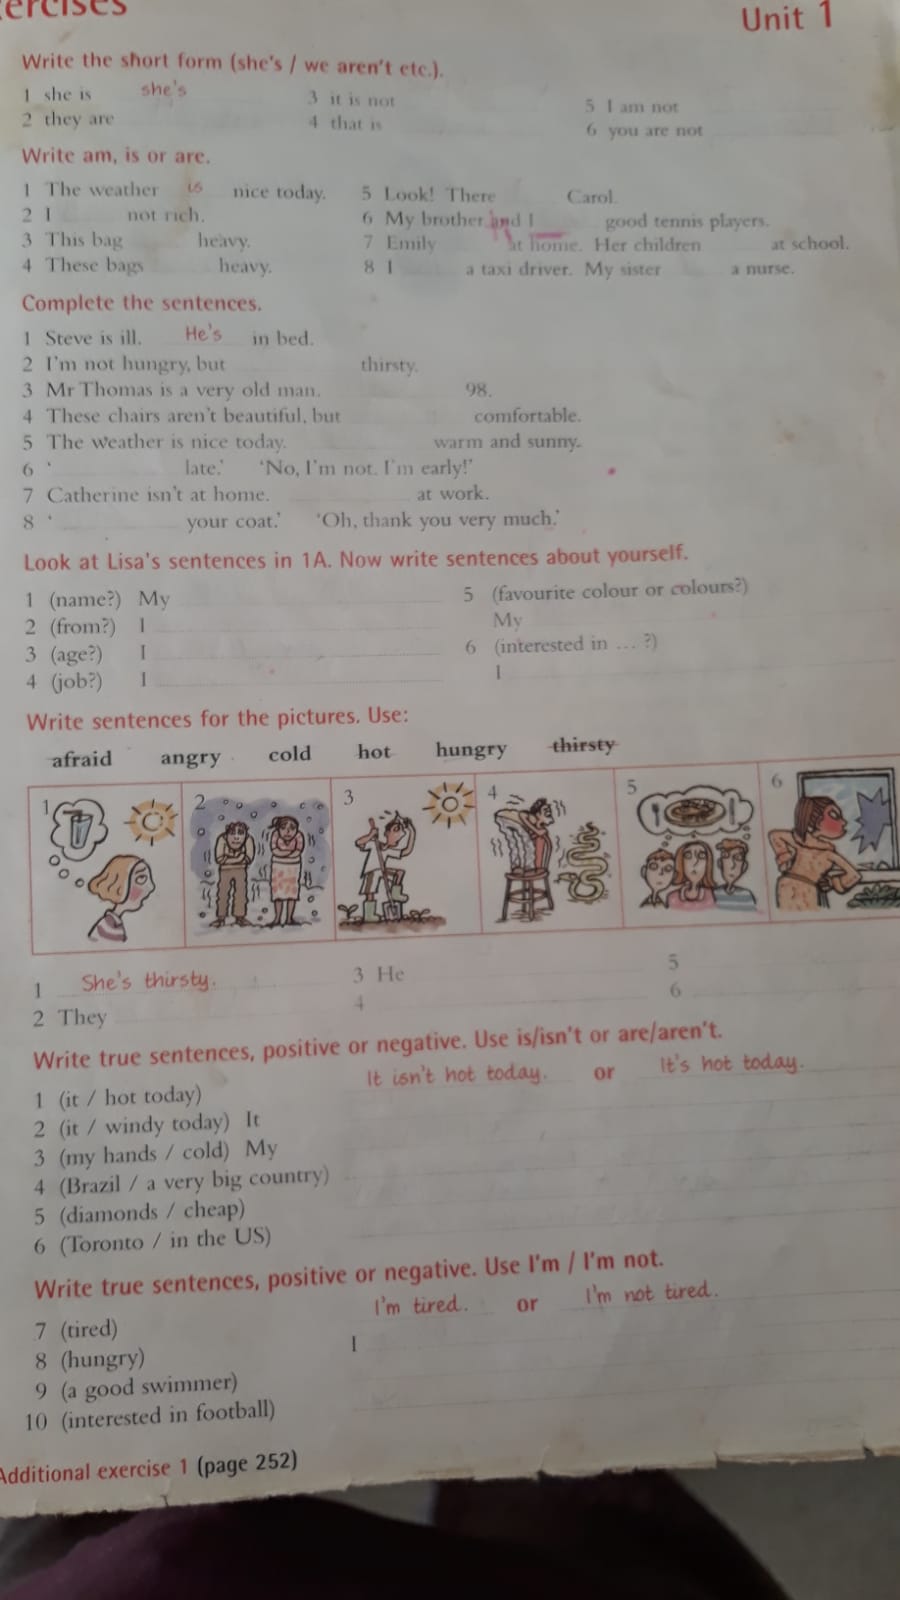 ercises
Unit 1
Write the short form (she's / we aren't etc.).
1 she is she's 3 it is not 5 I am not
2 they are 4 that is 6 you are not
Write am, is or are.
1 The weather is nice today. 5 Look! There Carol.
2 I not rich. 6 My brother and I good tennis players.
3 This bag heavy. 7 Emily at home. Her children at school.
4 These bags heavy. 8 I a taxi driver. My sister a nurse.
Complete the sentences.
1 Steve is ill. He's in bed.
2 I'm not hungry, but thirsty.
3 Mr Thomas is a very old man. 98.
4 These chairs aren't beautiful, but comfortable.
5 The weather is nice today. warm and sunny.
6 ' late.' 'No, I'm not. I'm early!'
7 Catherine isn't at home. at work.
8 ' your coat.' 'Oh, thank you very much.'
Look at Lisa's sentences in 1A. Now write sentences about yourself.
1 (name?) My
2 (from?) I
3 (age?) I
4 (job?) I
5 (favourite colour or colours?)
My
6 (interested in ... ?)
I
Write sentences for the pictures. Use:
afraid angry cold hot hungry thirsty
1 2 3 4 5 6
1 She's thirsty. 3 He 5
2 They 4 6
Write true sentences, positive or negative. Use is/isn't or are/aren't.
1 (it / hot today) It isn't hot today. or It's hot today.
2 (it / windy today) It
3 (my hands / cold) My
4 (Brazil / a very big country)
5 (diamonds / cheap)
6 (Toronto / in the US)
Write true sentences, positive or negative. Use I'm / I'm not.
7 (tired) I'm tired. or I'm not tired.
8 (hungry) I
9 (a good swimmer)
10 (interested in football)
Additional exercise 1 (page 252)